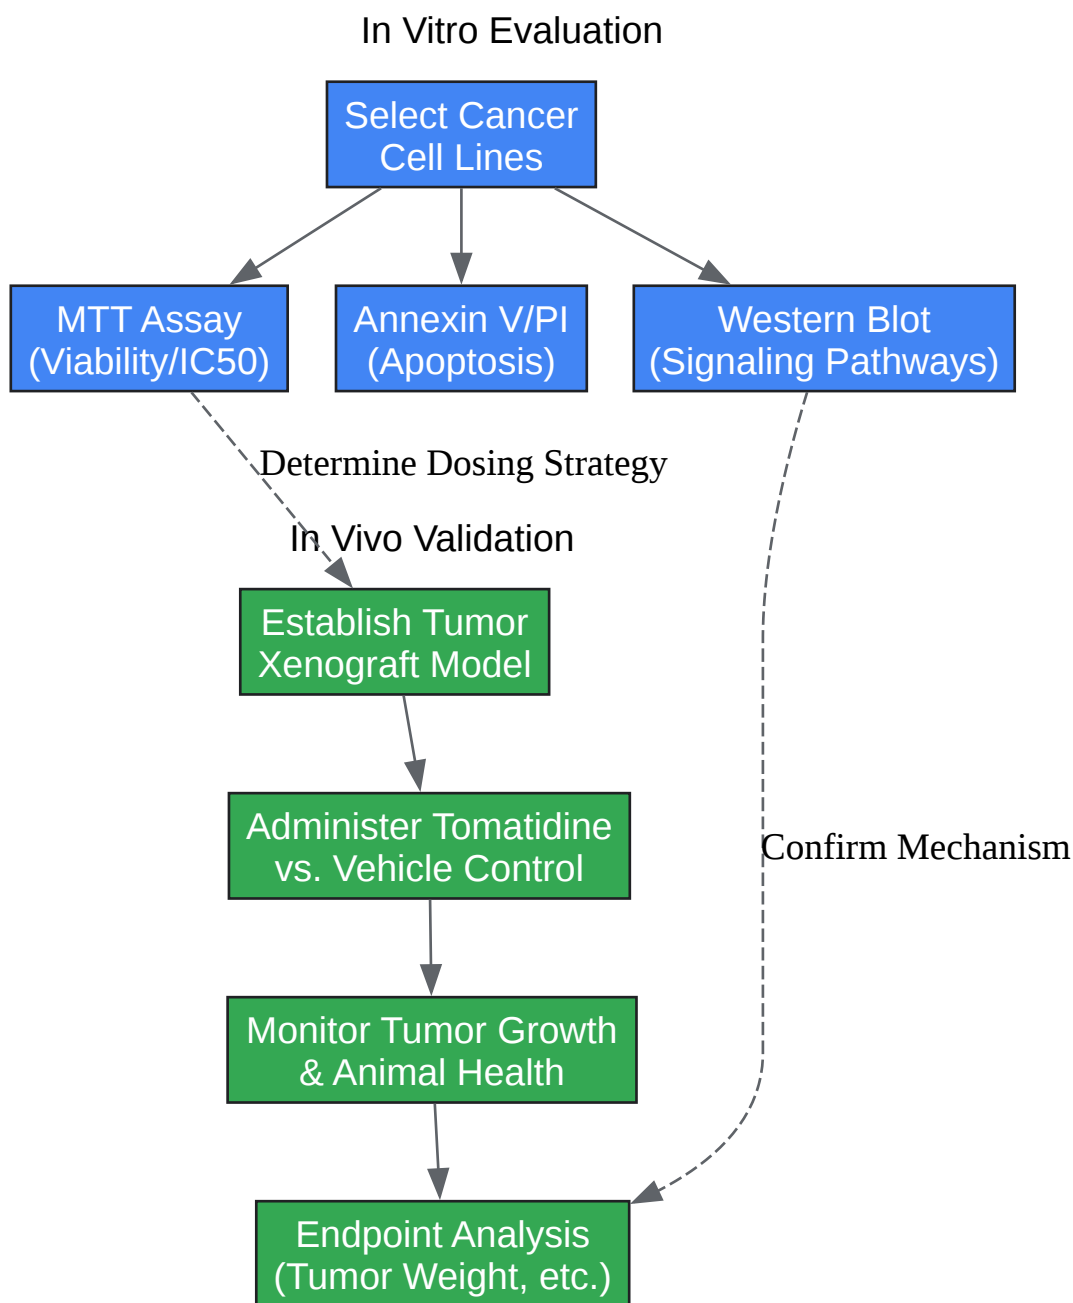 In Vitro Evaluation
Select Cancer
Cell Lines
MTT Assay
(Viability/IC50)
Annexin V/PI
(Apoptosis)
Western Blot
(Signaling Pathways)
Determine Dosing Strategy
In Vivo Validation
Establish Tumor
Xenograft Model
Administer Tomatidine
vs. Vehicle Control
Confirm Mechanism
Monitor Tumor Growth
& Animal Health
Endpoint Analysis
(Tumor Weight, etc.)